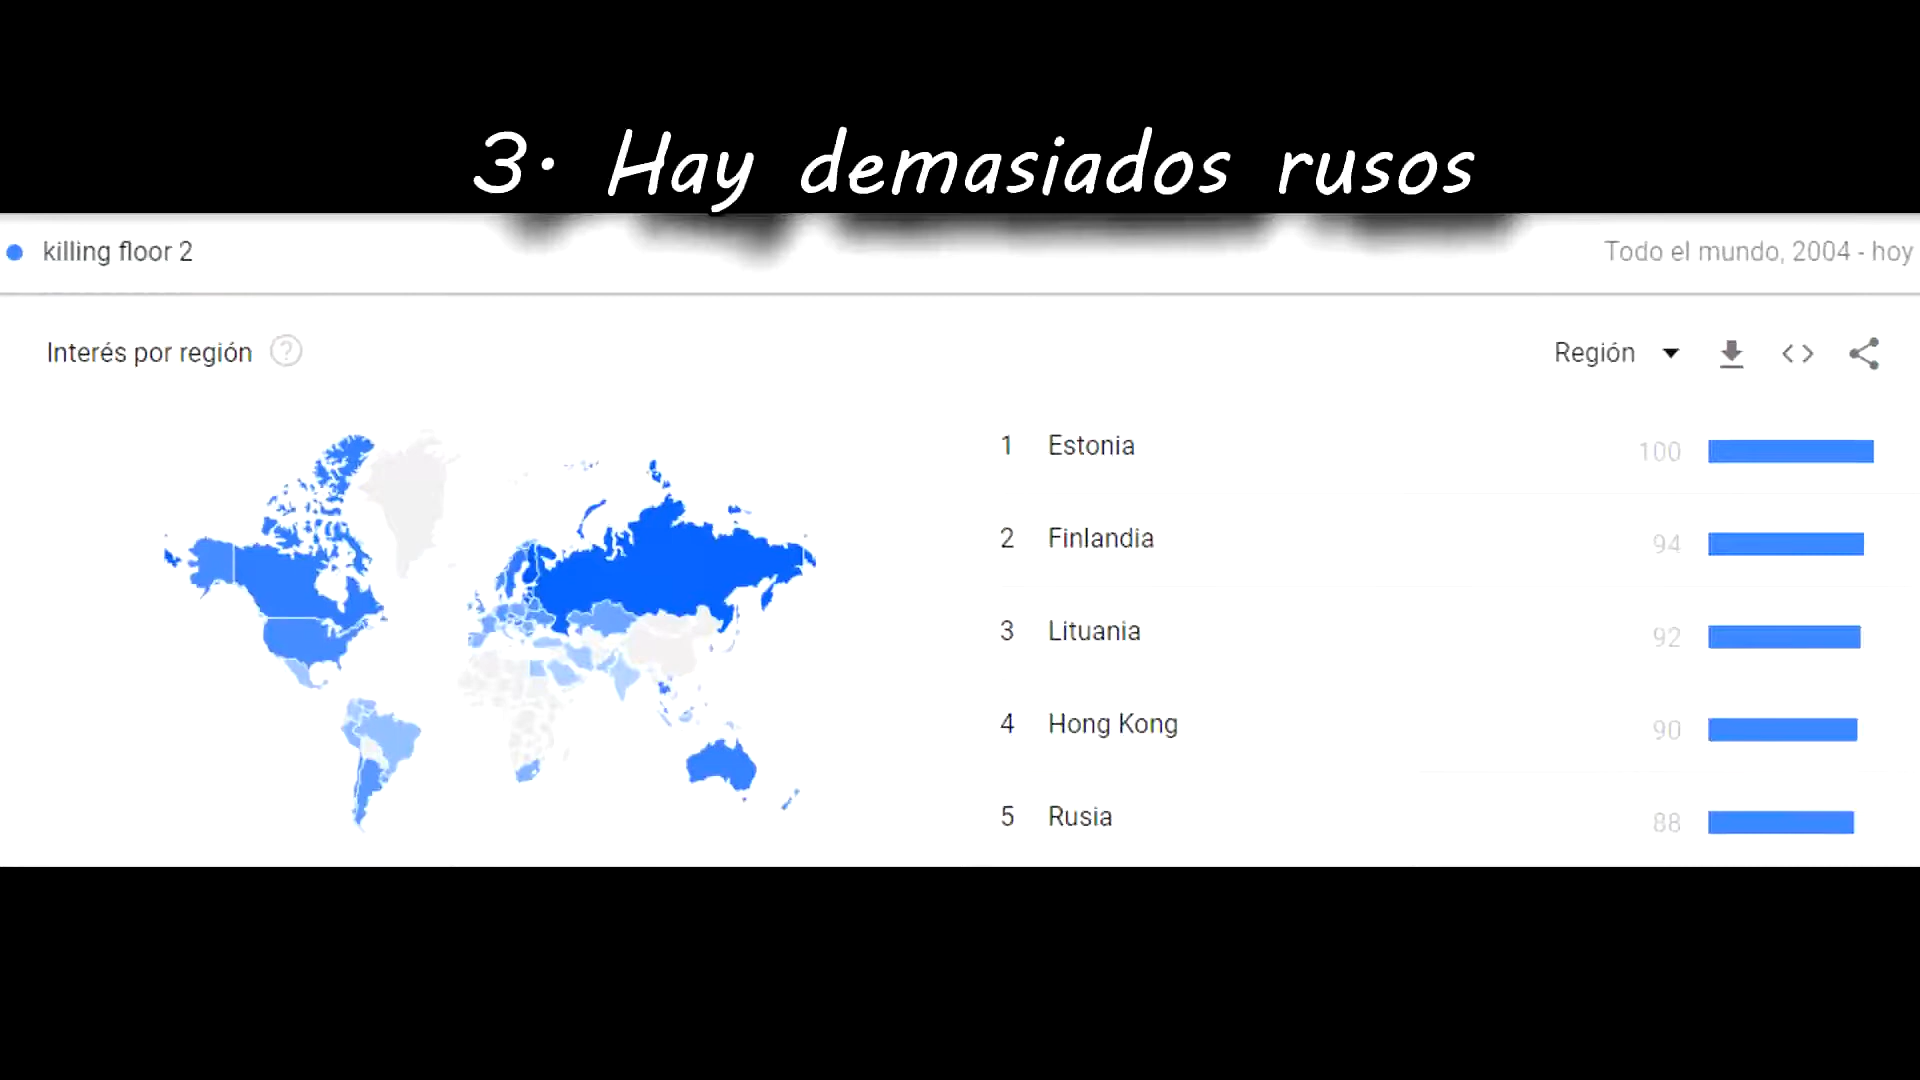 3. Hay demasiados rusos
killing floor 2
Todo el mundo, 2004 - hoy
Interés por región ?
Región
1 Estonia 100
2 Finlandia 94
3 Lituania 92
4 Hong Kong 90
5 Rusia 88